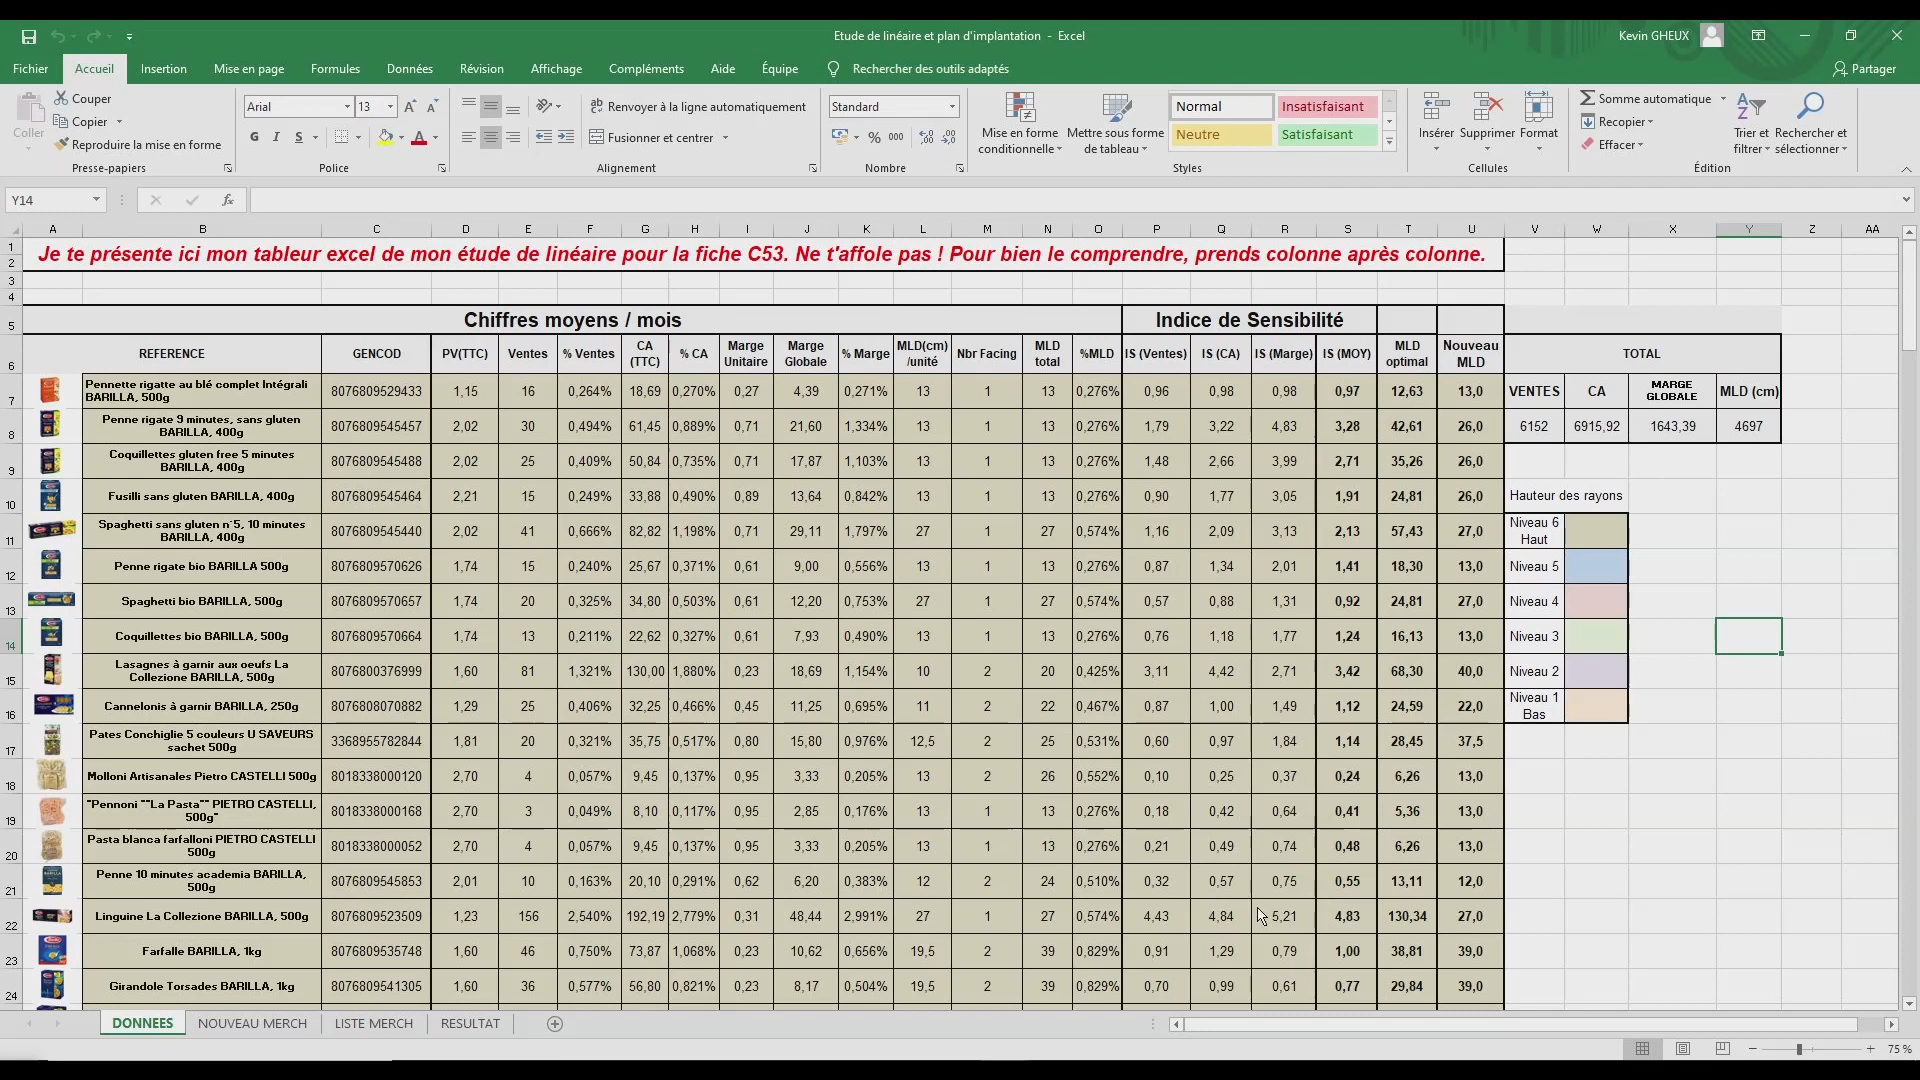 Etude de linéaire et plan d'implantation - Excel
Kevin GHEUX
Fichier Accueil Insertion Mise en page Formules Données Révision Affichage Compléments Aide Équipe Rechercher des outils adaptés Partager
Coller
Couper
Copier
Reproduire la mise en forme
Presse-papiers
Arial 13
G I S
Police
Renvoyer à la ligne automatiquement
Fusionner et centrer
Alignement
Standard
% 000
Nombre
Mise en forme conditionnelle
Mettre sous forme de tableau
Normal Insatisfaisant
Neutre Satisfaisant
Styles
Insérer Supprimer Format
Cellules
Somme automatique
Recopier
Effacer
Trier et filtrer
Rechercher et sélectionner
Édition
Y14 fx
A B C D E F G H I J K L M N O P Q R S T U V W X Y Z AA
1 2 Je te présente ici mon tableur excel de mon étude de linéaire pour la fiche C53. Ne t'affole pas ! Pour bien le comprendre, prends colonne après colonne.
3
4
5 Chiffres moyens / mois Indice de Sensibilité
6 REFERENCE GENCOD PV(TTC) Ventes % Ventes CA (TTC) % CA Marge Unitaire Marge Globale % Marge MLD(cm) /unité Nbr Facing MLD total %MLD IS (Ventes) IS (CA) IS (Marge) IS (MOY) MLD optimal Nouveau MLD TOTAL
7 Pennette rigatte au blé complet Intégrali BARILLA, 500g 8076809529433 1,15 16 0,264% 18,69 0,270% 0,27 4,39 0,271% 13 1 13 0,276% 0,96 0,98 0,98 0,97 12,63 13,0 VENTES CA MARGE GLOBALE MLD (cm)
8 Penne rigate 9 minutes, sans gluten BARILLA, 400g 8076809545457 2,02 30 0,494% 61,45 0,889% 0,71 21,60 1,334% 13 1 13 0,276% 1,79 3,22 4,83 3,28 42,61 26,0 6152 6915,92 1643,39 4697
9 Coquillettes gluten free 5 minutes BARILLA, 400g 8076809545488 2,02 25 0,409% 50,84 0,735% 0,71 17,87 1,103% 13 1 13 0,276% 1,48 2,66 3,99 2,71 35,26 26,0
10 Fusilli sans gluten BARILLA, 400g 8076809545464 2,21 15 0,249% 33,88 0,490% 0,89 13,64 0,842% 13 1 13 0,276% 0,90 1,77 3,05 1,91 24,81 26,0 Hauteur des rayons
11 Spaghetti sans gluten n°5, 10 minutes BARILLA, 400g 8076809545440 2,02 41 0,666% 82,82 1,198% 0,71 29,11 1,797% 27 1 27 0,574% 1,16 2,09 3,13 2,13 57,43 27,0 Niveau 6 Haut
12 Penne rigate bio BARILLA 500g 8076809570626 1,74 15 0,240% 25,67 0,371% 0,61 9,00 0,556% 13 1 13 0,276% 0,87 1,34 2,01 1,41 18,30 13,0 Niveau 5
13 Spaghetti bio BARILLA, 500g 8076809570657 1,74 20 0,325% 34,80 0,503% 0,61 12,20 0,753% 27 1 27 0,574% 0,57 0,88 1,31 0,92 24,81 27,0 Niveau 4
14 Coquillettes bio BARILLA, 500g 8076809570664 1,74 13 0,211% 22,62 0,327% 0,61 7,93 0,490% 13 1 13 0,276% 0,76 1,18 1,77 1,24 16,13 13,0 Niveau 3
15 Lasagnes à garnir aux oeufs La Collezione BARILLA, 500g 8076800376999 1,60 81 1,321% 130,00 1,880% 0,23 18,69 1,154% 10 2 20 0,425% 3,11 4,42 2,71 3,42 68,30 40,0 Niveau 2
16 Cannelonis à garnir BARILLA, 250g 8076808070882 1,29 25 0,406% 32,25 0,466% 0,45 11,25 0,695% 11 2 22 0,467% 0,87 1,00 1,49 1,12 24,59 22,0 Niveau 1 Bas
17 Pates Conchiglie 5 couleurs U SAVEURS sachet 500g 3368955782844 1,81 20 0,321% 35,75 0,517% 0,80 15,80 0,976% 12,5 2 25 0,531% 0,60 0,97 1,84 1,14 28,45 37,5
18 Molloni Artisanales Pietro CASTELLI 500g 8018338000120 2,70 4 0,057% 9,45 0,137% 0,95 3,33 0,205% 13 2 26 0,552% 0,10 0,25 0,37 0,24 6,26 13,0
19 "Pennoni ""La Pasta"" PIETRO CASTELLI, 500g" 8018338000168 2,70 3 0,049% 8,10 0,117% 0,95 2,85 0,176% 13 1 13 0,276% 0,18 0,42 0,64 0,41 5,36 13,0
20 Pasta blanca farfalloni PIETRO CASTELLI 500g 8018338000052 2,70 4 0,057% 9,45 0,137% 0,95 3,33 0,205% 13 1 13 0,276% 0,21 0,49 0,74 0,48 6,26 13,0
21 Penne 10 minutes academia BARILLA, 500g 8076809545853 2,01 10 0,163% 20,10 0,291% 0,62 6,20 0,383% 12 2 24 0,510% 0,32 0,57 0,75 0,55 13,11 12,0
22 Linguine La Collezione BARILLA, 500g 8076809523509 1,23 156 2,540% 192,19 2,779% 0,31 48,44 2,991% 27 1 27 0,574% 4,43 4,84 5,21 4,83 130,34 27,0
23 Farfalle BARILLA, 1kg 8076809535748 1,60 46 0,750% 73,87 1,068% 0,23 10,62 0,656% 19,5 2 39 0,829% 0,91 1,29 0,79 1,00 38,81 39,0
24 Girandole Torsades BARILLA, 1kg 8076809541305 1,60 36 0,577% 56,80 0,821% 0,23 8,17 0,504% 19,5 2 39 0,829% 0,70 0,99 0,61 0,77 29,84 39,0
DONNEES NOUVEAU MERCH LISTE MERCH RESULTAT
75 %